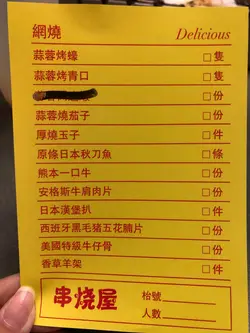 網燒 Delicious
蒜蓉烤蠔 □隻
蒜蓉烤青口 □隻
□份
蒜蓉燒茄子 □份
厚燒玉子 □件
原條日本秋刀魚 □條
熊本一口牛 □份
安格斯牛肩肉片 □份
日本漢堡扒 □件
西班牙黑毛猪五花腩片 □份
美國特級牛仔骨 □件
香草羊架 □件
串烧屋 枱號
人數